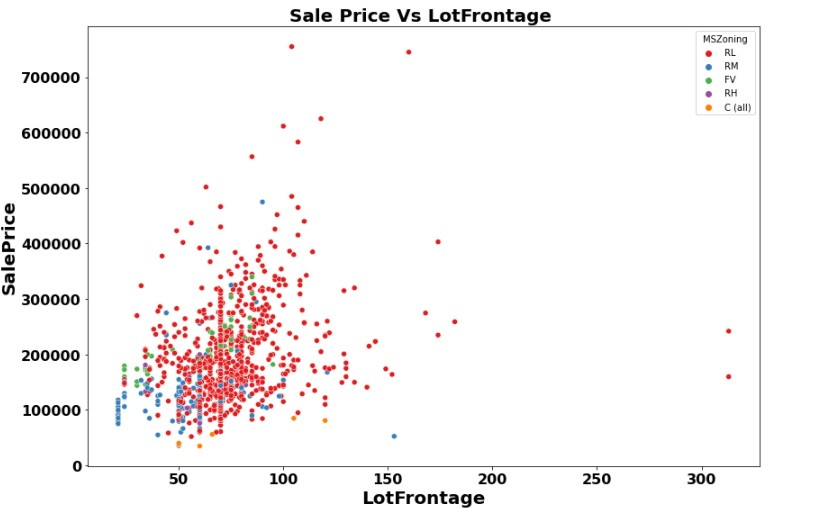 Sale Price Vs LotFrontage
MSZoning
RL
RM
FV
RH
C (all)
700000
600000
500000
400000
300000
200000
100000
0
SalePrice
50
100
150
200
250
300
LotFrontage